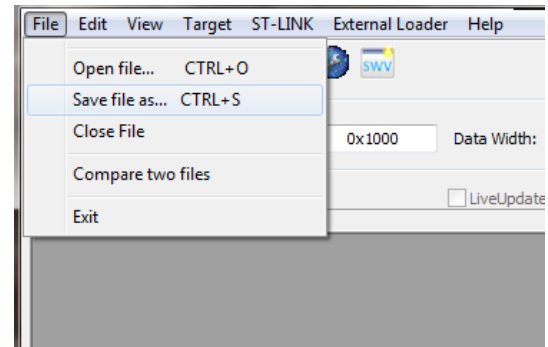 File Edit View Target ST-LINK External Loader Help
Open file... CTRL+O
SWV
Save file as... CTRL+S
Close File
0x1000 Data Width:
Compare two files
LiveUpdate
Exit